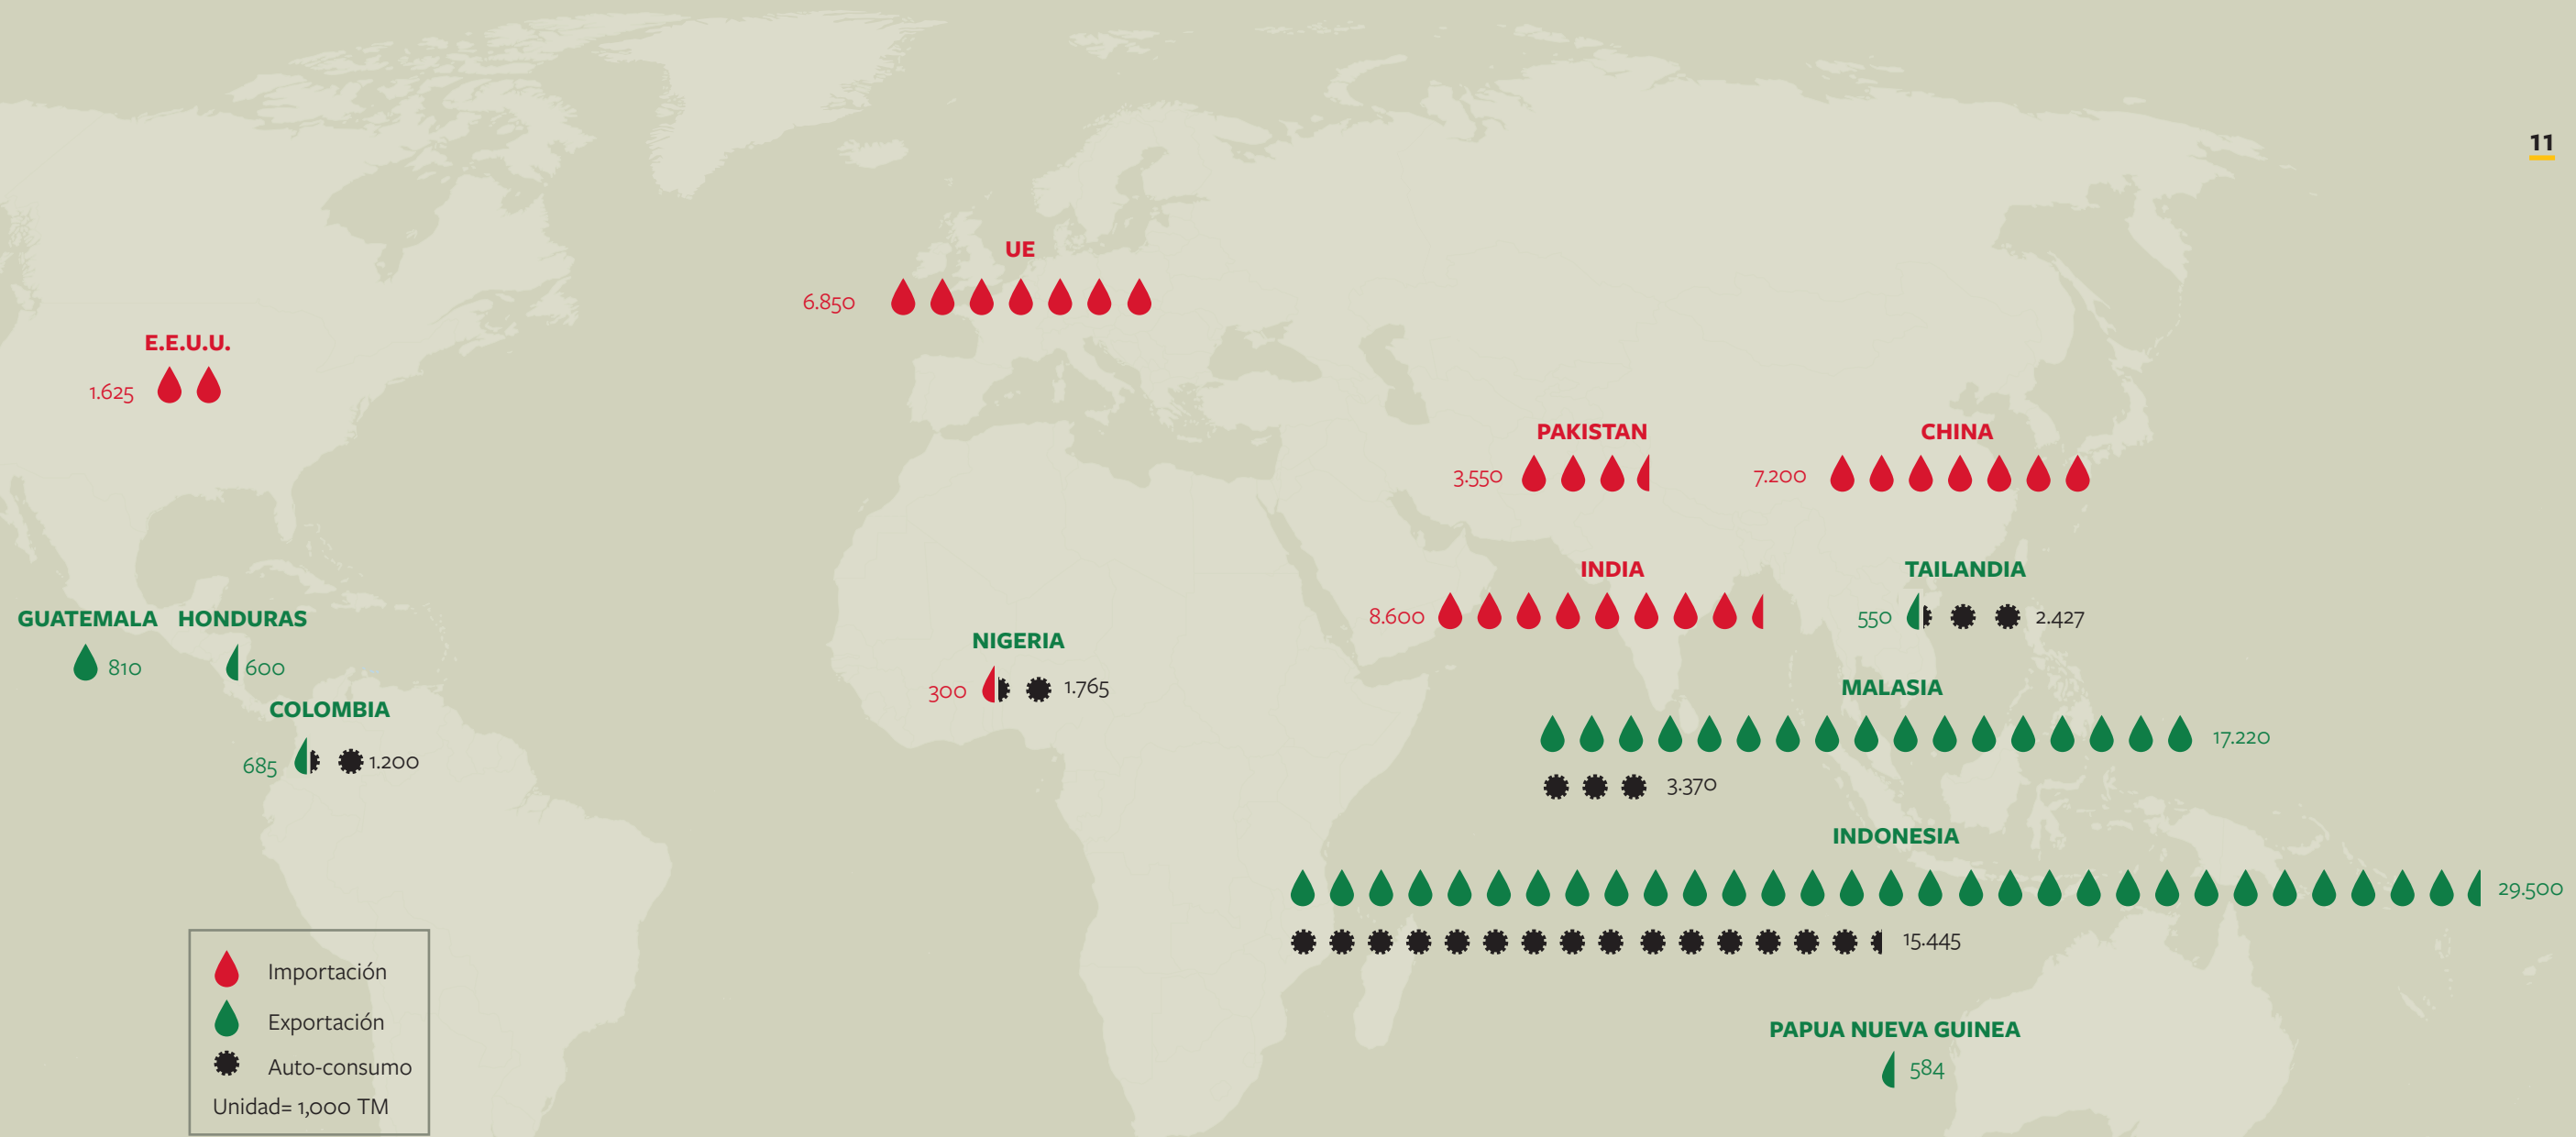 11
UE
6.850
E.E.U.U.
1.625
PAKISTAN
3.550
CHINA
7.200
INDIA
8.600
TAILANDIA
550 2.427
GUATEMALA
810
HONDURAS
600
NIGERIA
300 1.765
COLOMBIA
685 1.200
MALASIA
17.220
3.370
INDONESIA
29.500
15.445
PAPUA NUEVA GUINEA
584
Importación
Exportación
Auto-consumo
Unidad= 1,000 TM